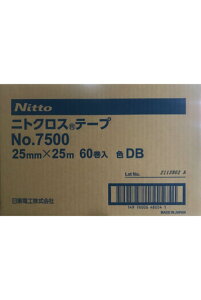 Nitto
ニトクロス®テープ
No.7500
25mm×25m 60巻入 色 DB
Lot No.
日東電工株式会社
MADE IN JAPAN